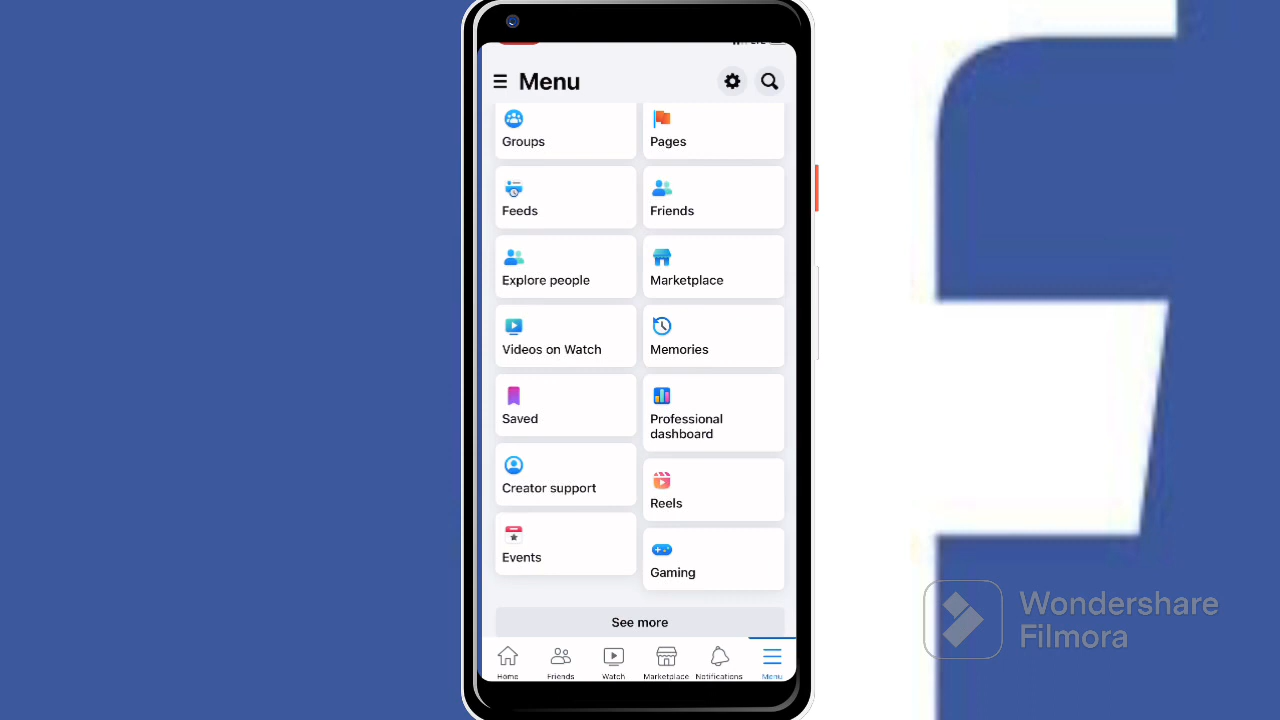 Menu
Groups
Pages
Feeds
Friends
Explore people
Marketplace
Videos on Watch
Memories
Saved
Professional
dashboard
Creator support
Reels
Events
Gaming
See more
Home
Friends
Watch
Marketplace
Notifications
Menu
Wondershare
Filmora